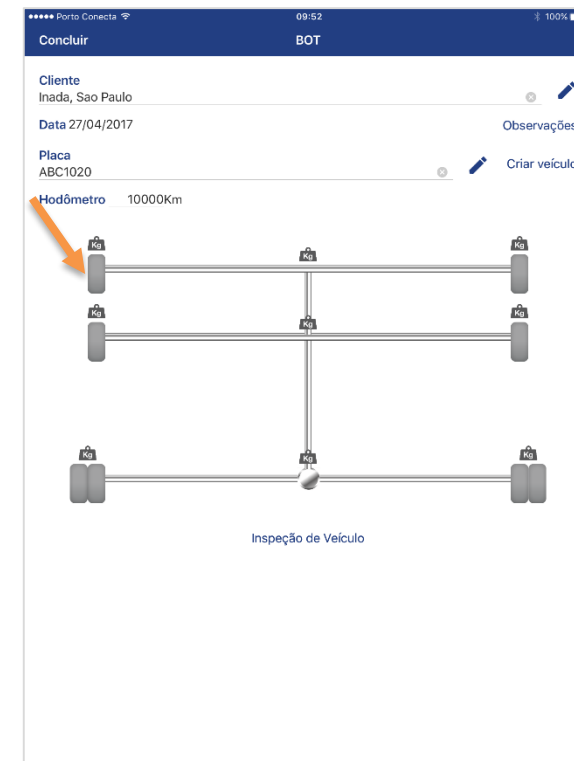 Porto Conecta 09:52 100%
Concluir BOT
Cliente
Inada, Sao Paulo
Data 27/04/2017 Observações
Placa
ABC1020 Criar veículo
Hodômetro 10000Km
Kg Kg Kg
Kg Kg Kg
Kg Kg Kg
Inspeção de Veículo